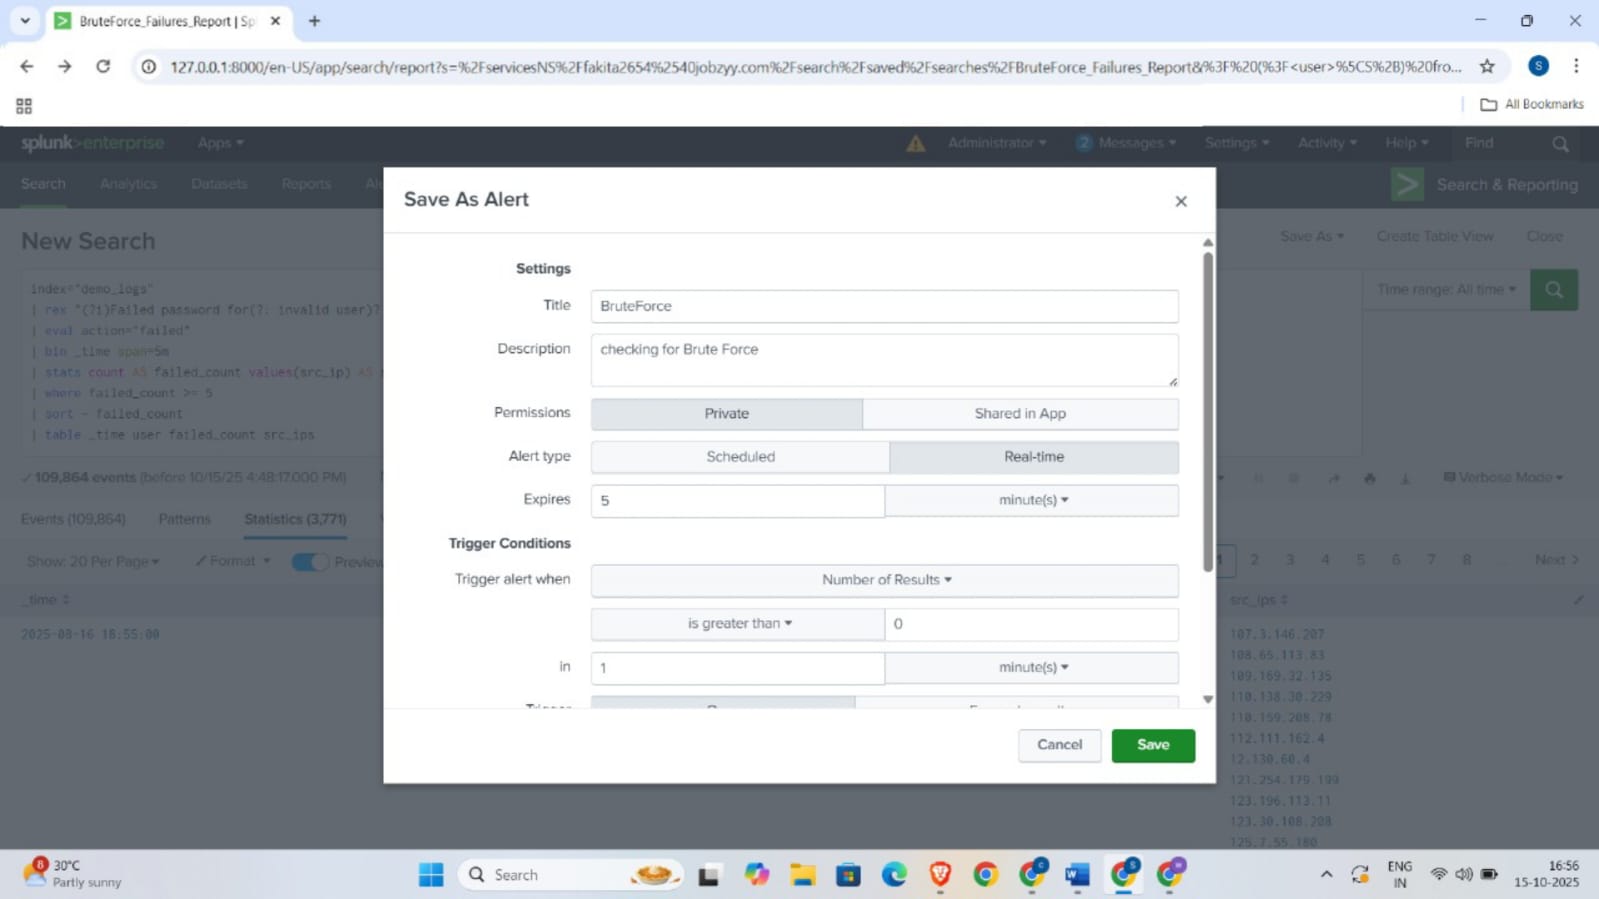 BruteForce_Failures_Report | Sp
127.0.0.1:8000/en-US/app/search/report?s=%2FservicesNS%2Ffakita2654%2540jobzyy.com%2Fsearch%2Fsaved%2Fsearches%2FBruteForce_Failures_Report&%3F%20(%3F<user>%5CS%2B)%20fro...
S
All Bookmarks
splunk>enterprise Apps
Administrator 2 Messages Settings Activity Help Find
Search Analytics Datasets Reports Al
Search & Reporting
New Search
Save As Create Table View Close
index="demo_logs"
| rex "(?i)Failed password for(?: invalid user)?
| eval action="failed"
| bin _time span=5m
| stats count AS failed_count values(src_ip) AS s
| where failed_count >= 5
| sort - failed_count
| table _time user failed_count src_ips
Time range: All time
✓ 109,864 events (before 10/15/25 4:48:17.000 PM)
Verbose Mode
Events (109,864) Patterns Statistics (3,771)
Show: 20 Per Page Format Preview
1 2 3 4 5 6 7 8 ... Next >
_time
src_ips
2025-08-16 18:55:00
107.3.146.207
108.65.113.83
109.169.32.135
110.138.30.229
110.159.208.78
112.111.162.4
12.130.60.4
121.254.179.199
123.196.113.11
123.30.108.208
125.7.55.180
Save As Alert
Settings
Title BruteForce
Description checking for Brute Force
Permissions Private Shared in App
Alert type Scheduled Real-time
Expires 5 minute(s)
Trigger Conditions
Trigger alert when Number of Results
is greater than 0
in 1 minute(s)
Trigger
Cancel Save
8
30°C
Partly sunny
Search
ENG
IN
16:56
15-10-2025